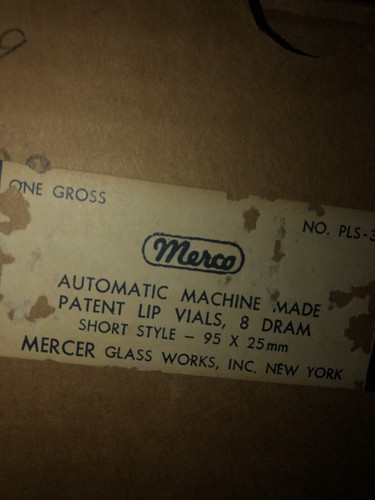 ONE GROSS
NO. PLS-3
Merco
AUTOMATIC MACHINE MADE
PATENT LIP VIALS, 8 DRAM
SHORT STYLE - 95 X 25mm
MERCER GLASS WORKS, INC. NEW YORK